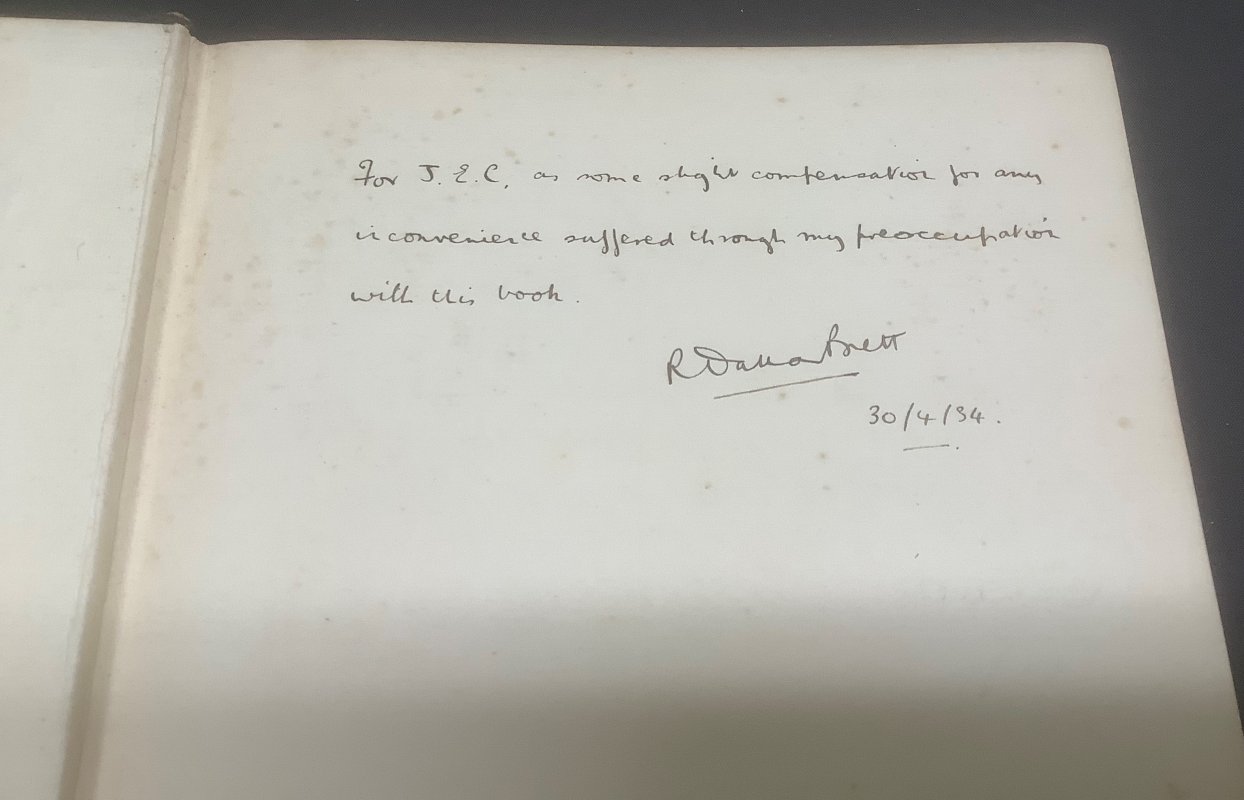 For J. E. C. as some slight compensation for any
inconvenience suffered through my preoccupation
with this book.
R Dallas Brett
30/4/34.